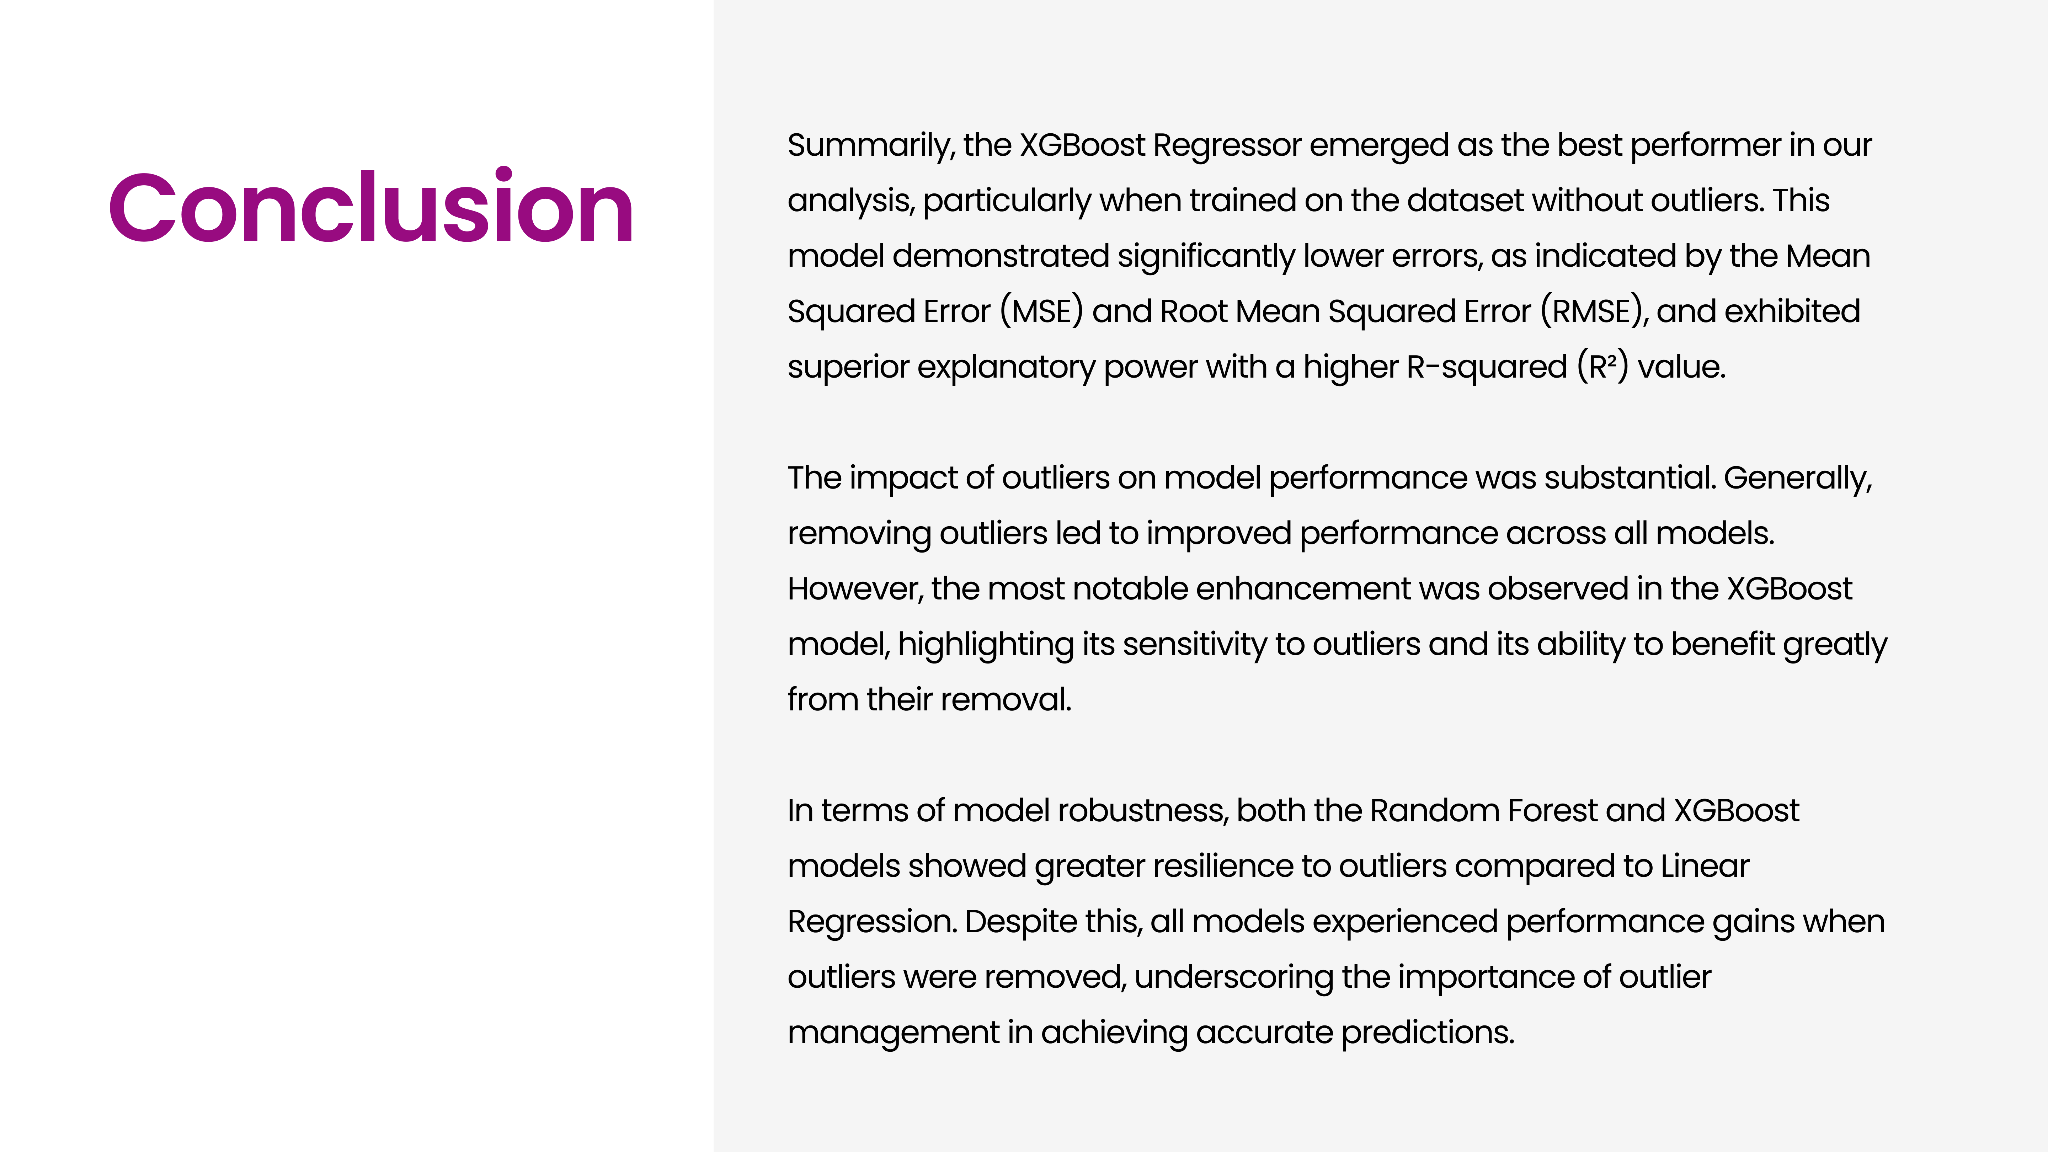 Conclusion
Summarily, the XGBoost Regressor emerged as the best performer in our
analysis, particularly when trained on the dataset without outliers. This
model demonstrated significantly lower errors, as indicated by the Mean
Squared Error (MSE) and Root Mean Squared Error (RMSE), and exhibited
superior explanatory power with a higher R-squared (R²) value.
The impact of outliers on model performance was substantial. Generally,
removing outliers led to improved performance across all models.
However, the most notable enhancement was observed in the XGBoost
model, highlighting its sensitivity to outliers and its ability to benefit greatly
from their removal.
In terms of model robustness, both the Random Forest and XGBoost
models showed greater resilience to outliers compared to Linear
Regression. Despite this, all models experienced performance gains when
outliers were removed, underscoring the importance of outlier
management in achieving accurate predictions.